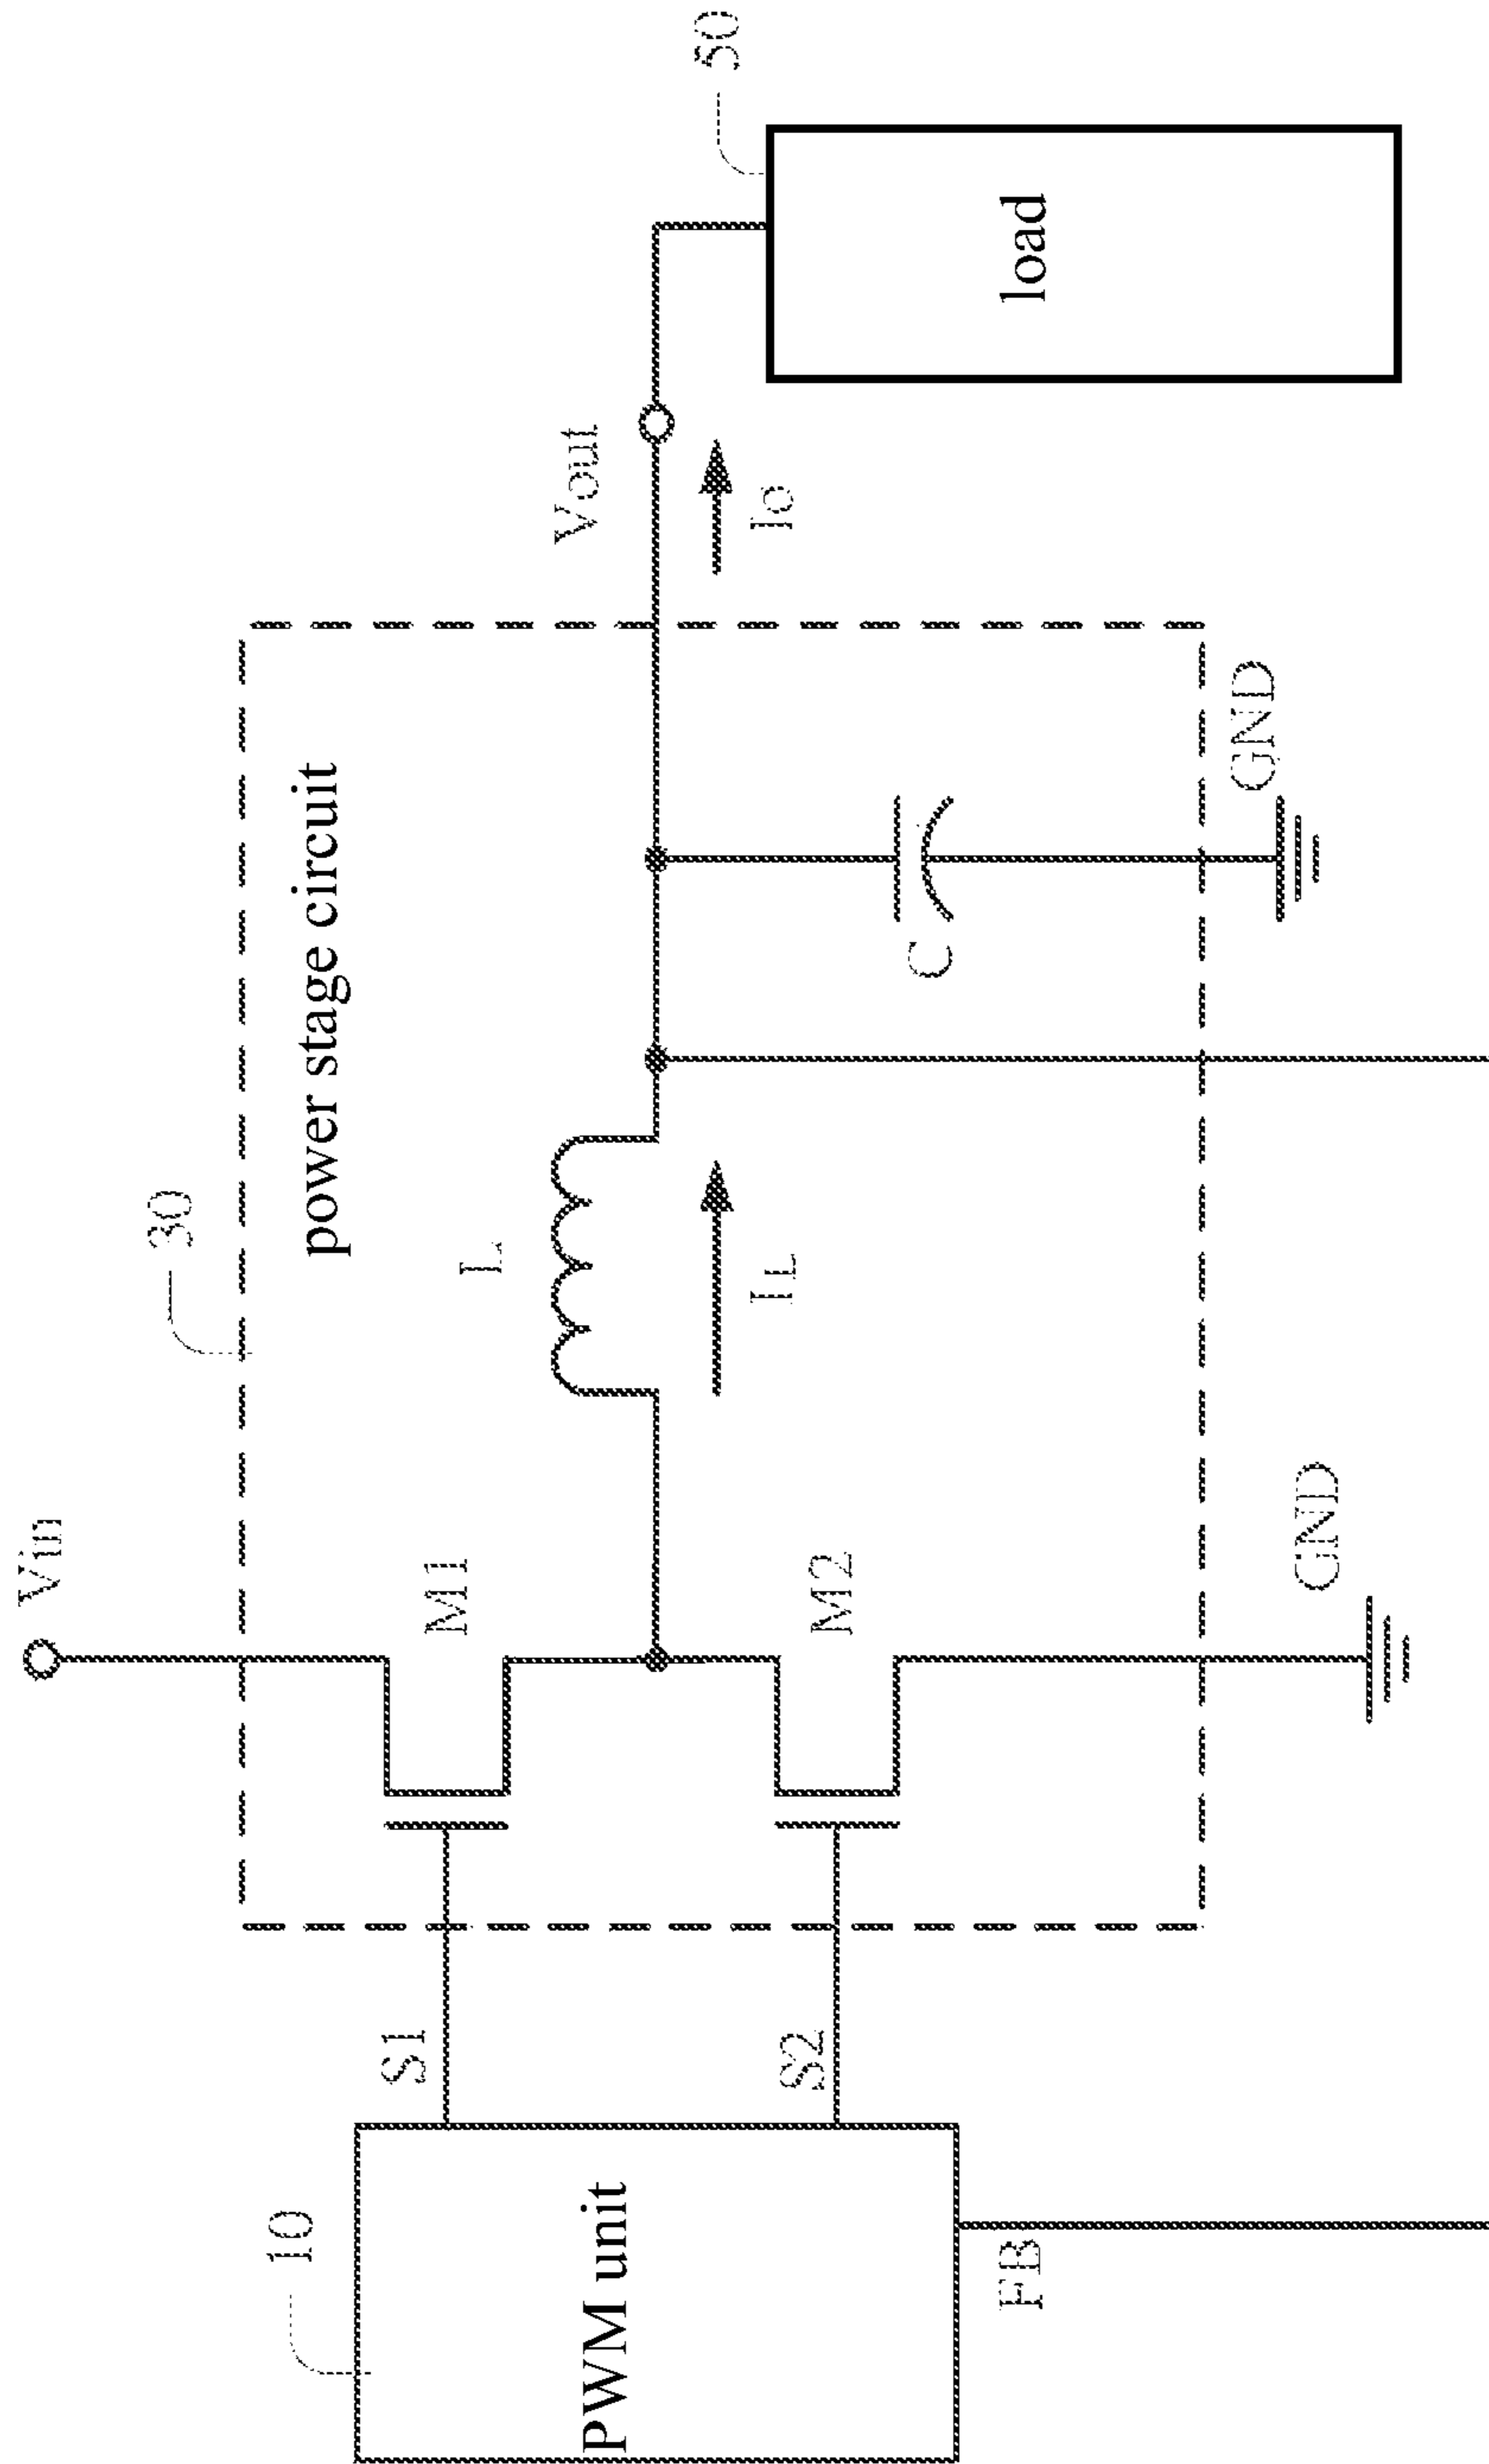 Vin
30
power stage circuit
10
S1
M1
L
Vout
50
PWM unit
IL
Io
load
S2
M2
C
FB
GND
GND